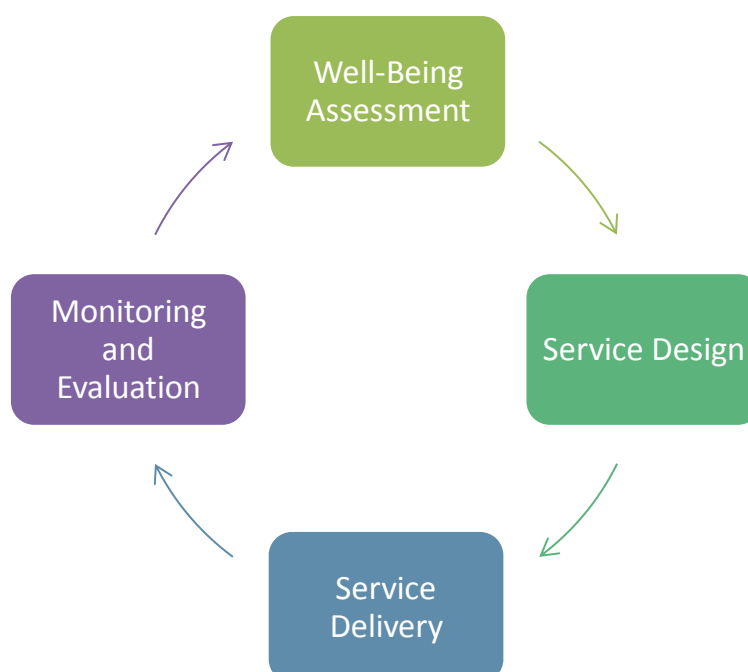 Well-Being
Assessment
Service Design
Service
Delivery
Monitoring
and
Evaluation